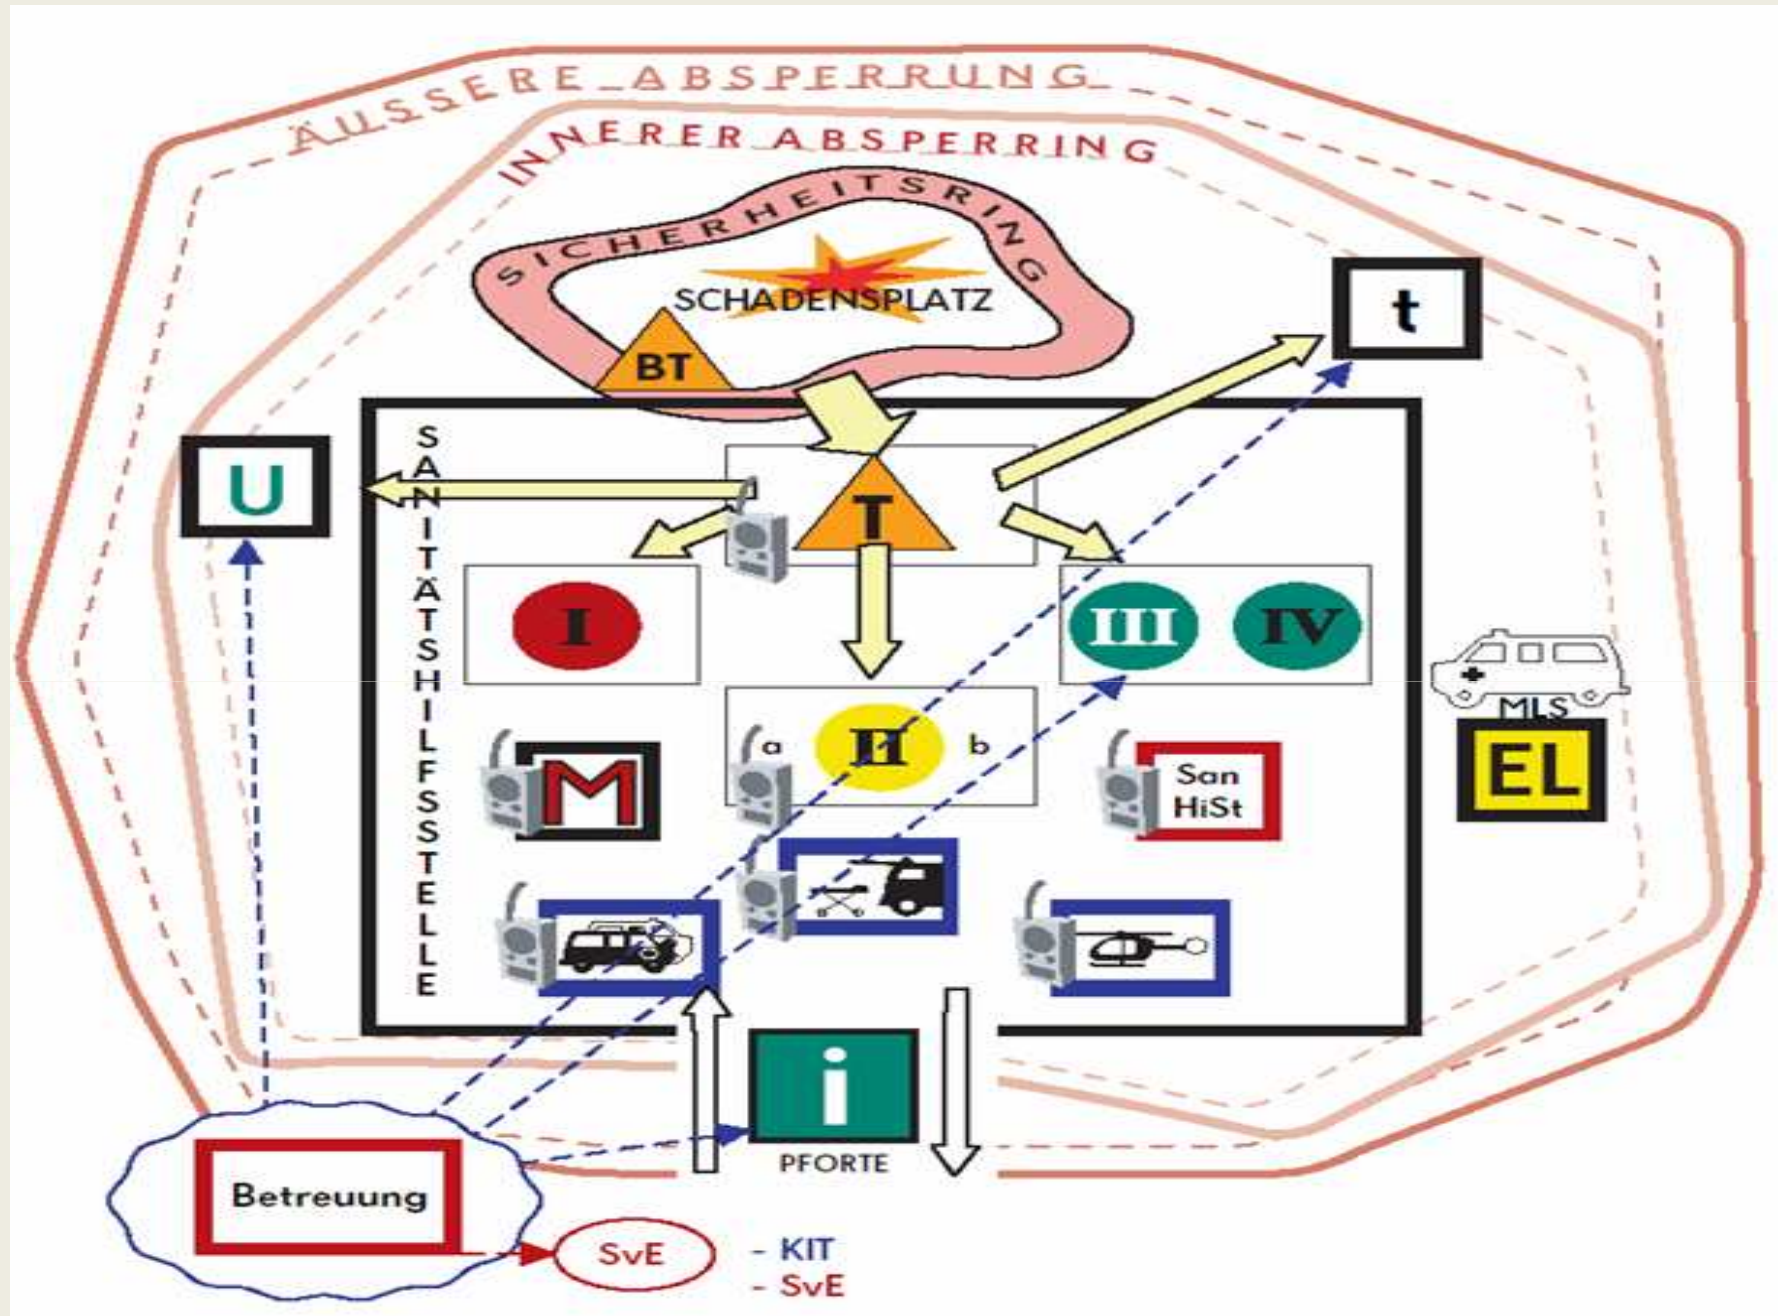 ÄUSSERE ABSPERRUNG
INNERER ABSPERRING
SICHERHEITSRING
SCHADENSPLATZ
BT
t
SANITÄTSHILFSSTELLE
U
T
I
III
IV
a
II
b
M
San
HiSt
MLS
EL
i
PFORTE
Betreuung
SvE
- KIT
- SvE